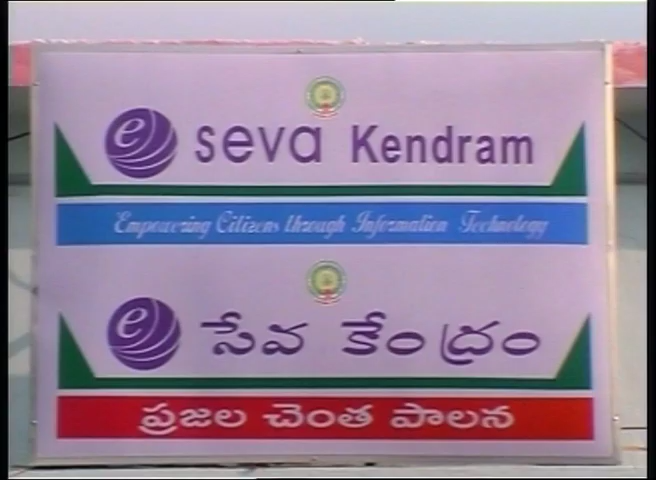 e seva Kendram
Empowering Citizens through Information Technology
e సేవ కేంద్రం
ప్రజల చెంత పాలన